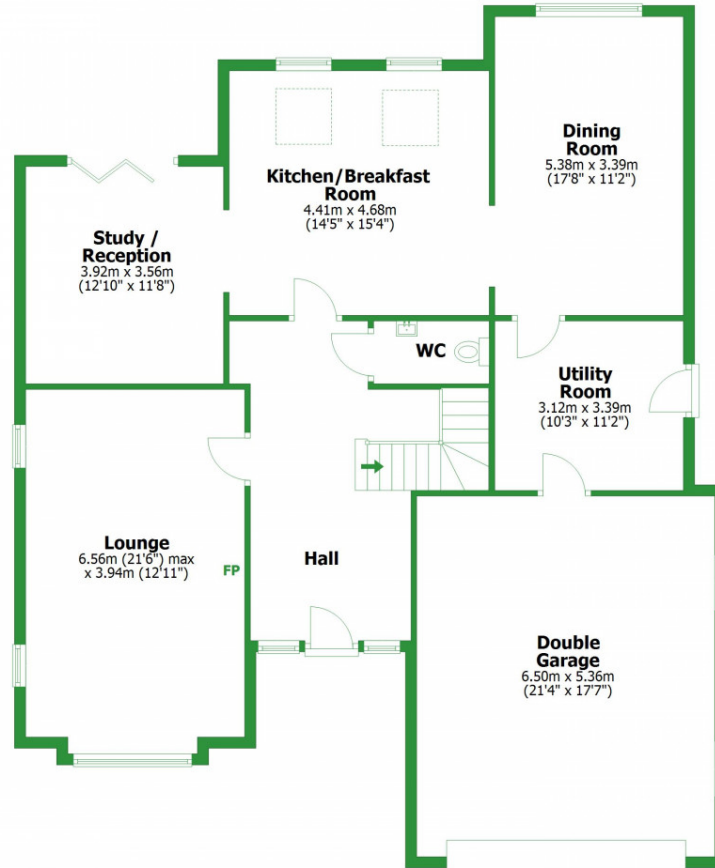 Dining
Room
5.38m x 3.39m
(17'8" x 11'2")
Kitchen/Breakfast
Room
4.41m x 4.68m
(14'5" x 15'4")
Study /
Reception
3.92m x 3.56m
(12'10" x 11'8")
WC
Utility
Room
3.12m x 3.39m
(10'3" x 11'2")
Lounge
6.56m (21'6") max
x 3.94m (12'11")
FP
Hall
Double
Garage
6.50m x 5.36m
(21'4" x 17'7")